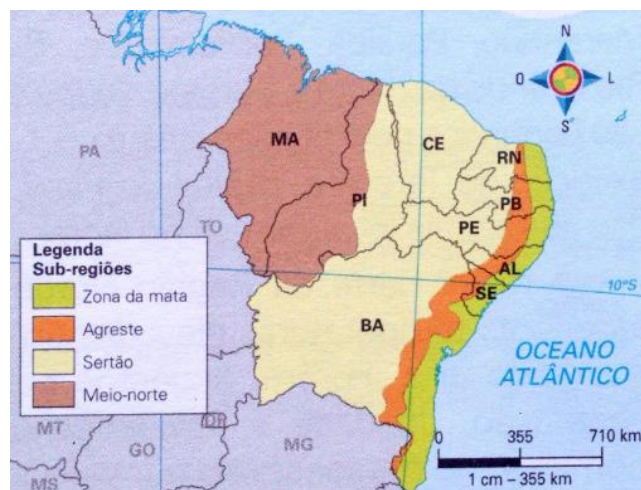 N
O L
S
MA
CE
RN
PA
PI
PB
TO
PE
AL
SE
10°S
BA
Legenda
Sub-regiões
Zona da mata
Agreste
Sertão
Meio-norte
OCEANO
ATLÂNTICO
MT
DF
GO
MG
MS
0 355 710 km
1 cm – 355 km